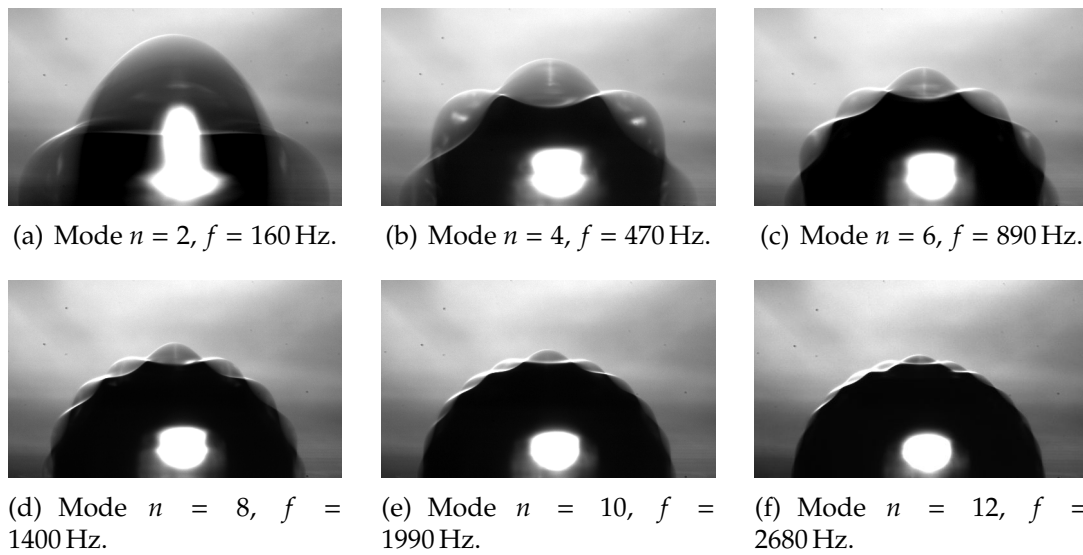 (a) Mode n = 2, f = 160 Hz.
(b) Mode n = 4, f = 470 Hz.
(c) Mode n = 6, f = 890 Hz.
(d) Mode n = 8, f =
1400 Hz.
(e) Mode n = 10, f =
1990 Hz.
(f) Mode n = 12, f =
2680 Hz.